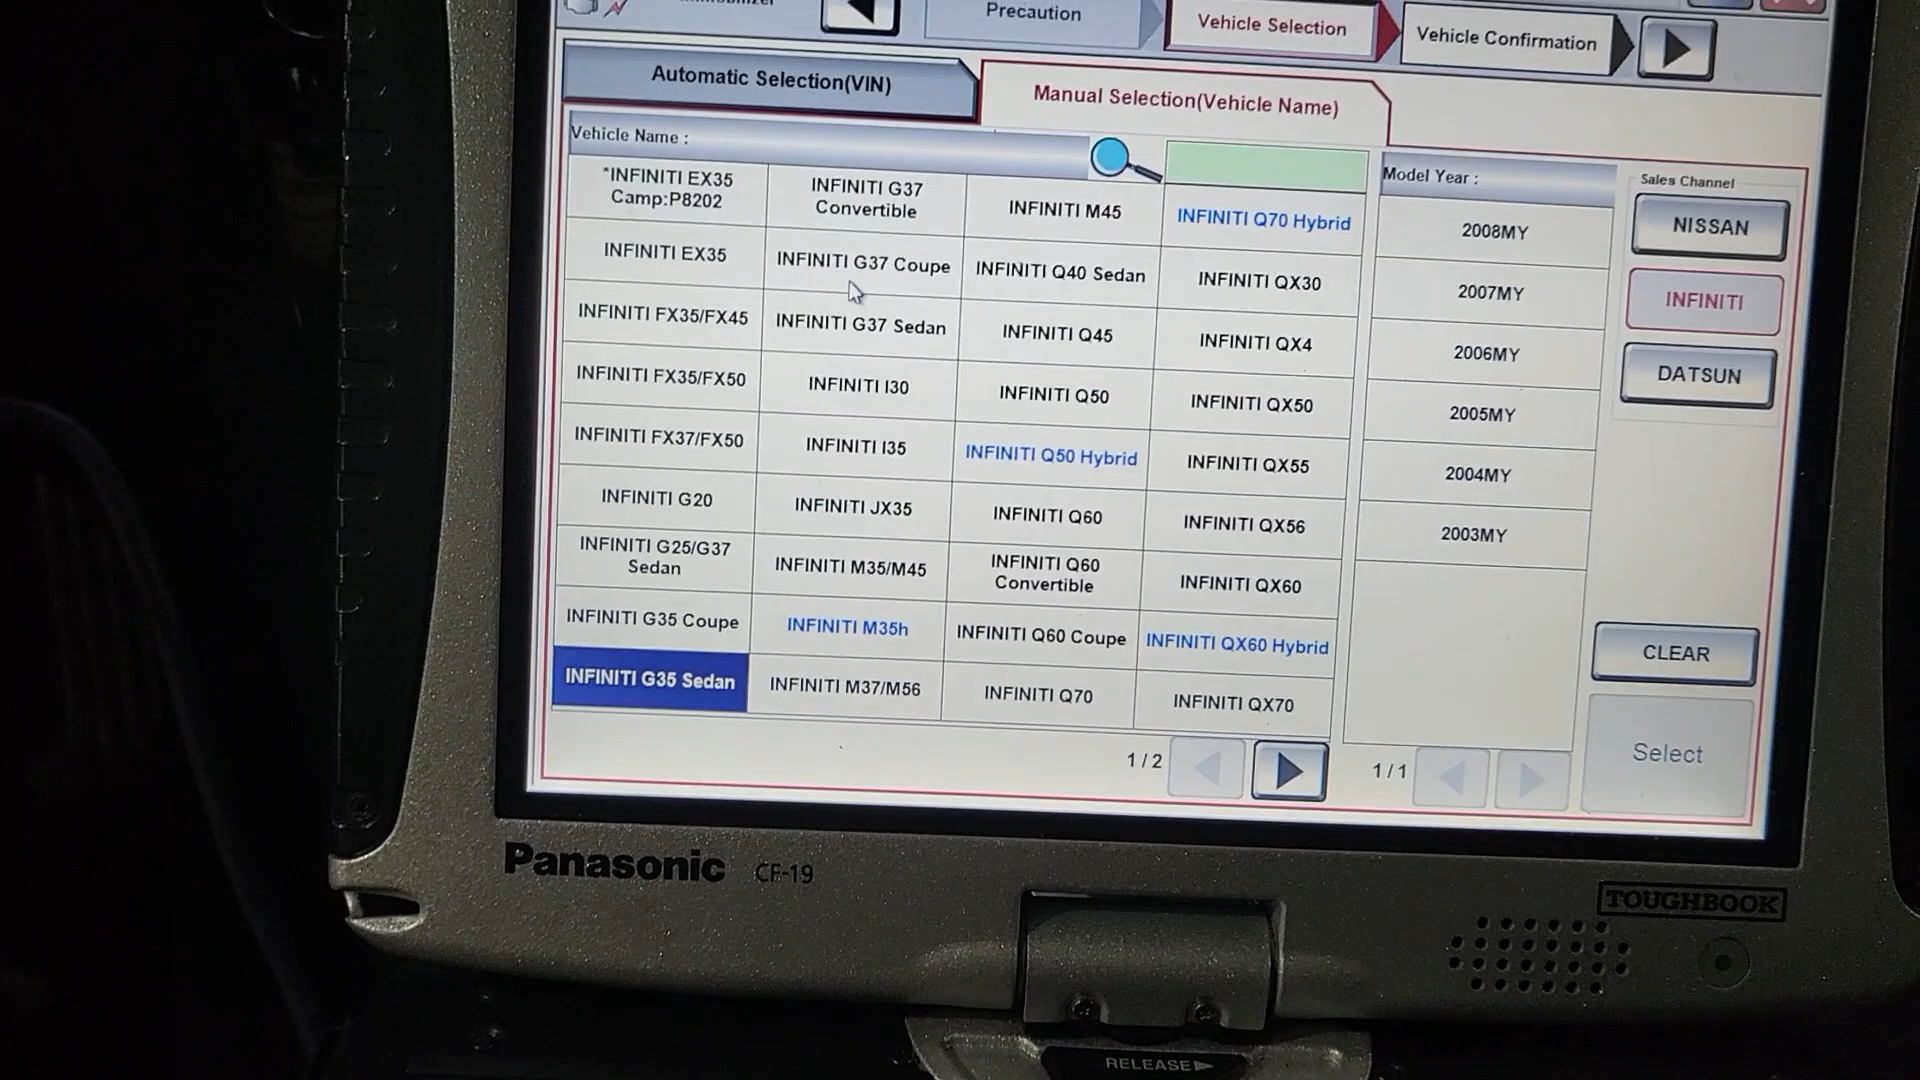 Precaution
Vehicle Selection
Vehicle Confirmation
Automatic Selection(VIN)
Manual Selection(Vehicle Name)
Vehicle Name :
Model Year :
Sales Channel
*INFINITI EX35
Camp:P8202
INFINITI G37
Convertible
INFINITI M45
INFINITI Q70 Hybrid
2008MY
NISSAN
INFINITI EX35
INFINITI G37 Coupe
INFINITI Q40 Sedan
INFINITI QX30
2007MY
INFINITI
INFINITI FX35/FX45
INFINITI G37 Sedan
INFINITI Q45
INFINITI QX4
2006MY
DATSUN
INFINITI FX35/FX50
INFINITI I30
INFINITI Q50
INFINITI QX50
2005MY
INFINITI FX37/FX50
INFINITI I35
INFINITI Q50 Hybrid
INFINITI QX55
2004MY
INFINITI G20
INFINITI JX35
INFINITI Q60
INFINITI QX56
2003MY
INFINITI G25/G37
Sedan
INFINITI M35/M45
INFINITI Q60
Convertible
INFINITI QX60
INFINITI G35 Coupe
INFINITI M35h
INFINITI Q60 Coupe
INFINITI QX60 Hybrid
CLEAR
INFINITI G35 Sedan
INFINITI M37/M56
INFINITI Q70
INFINITI QX70
1/2
1/1
Select
Panasonic CF-19
TOUGHBOOK
RELEASE